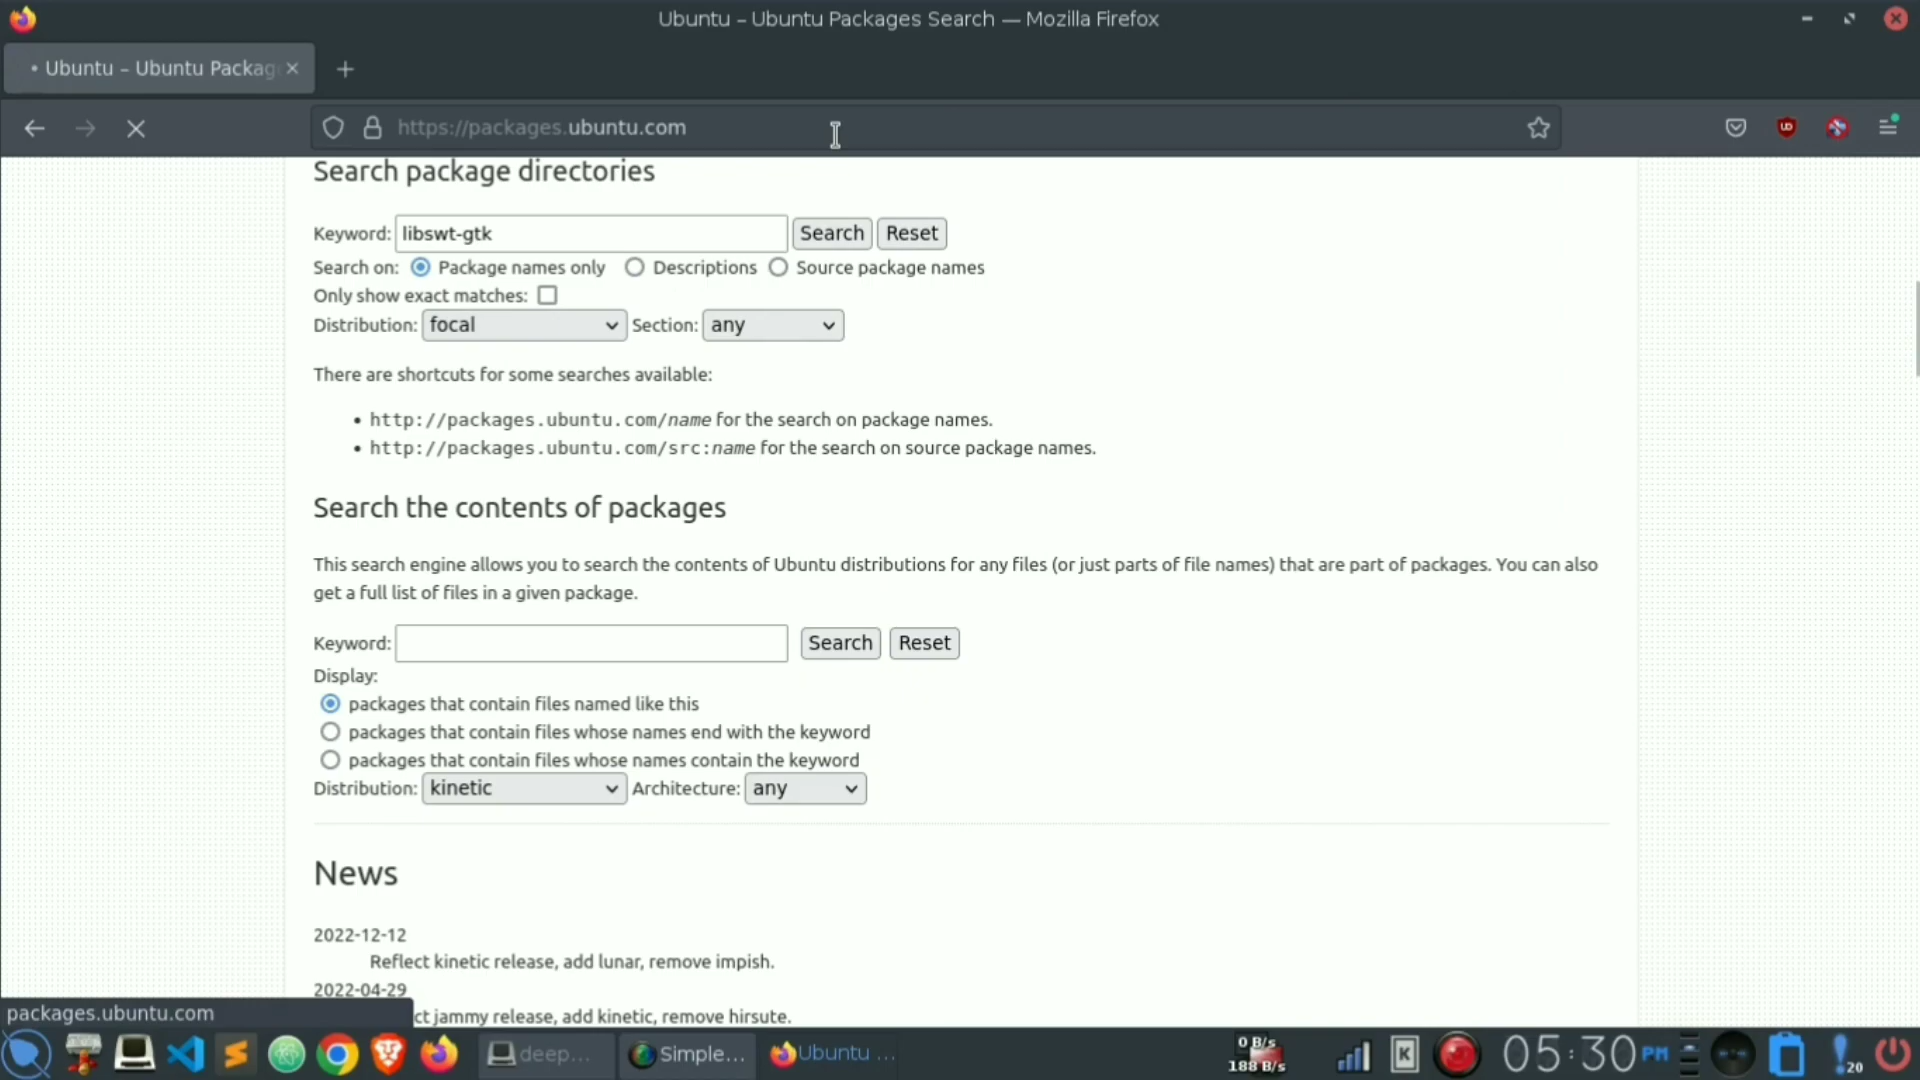 Ubuntu – Ubuntu Packages Search — Mozilla Firefox
• Ubuntu – Ubuntu Packag
https://packages.ubuntu.com
Search package directories
Keyword: libswt-gtk Search Reset
Search on: Package names only Descriptions Source package names
Only show exact matches:
Distribution: focal Section: any
There are shortcuts for some searches available:
• http://packages.ubuntu.com/name for the search on package names.
• http://packages.ubuntu.com/src:name for the search on source package names.
Search the contents of packages
This search engine allows you to search the contents of Ubuntu distributions for any files (or just parts of file names) that are part of packages. You can also
get a full list of files in a given package.
Keyword: Search Reset
Display:
packages that contain files named like this
packages that contain files whose names end with the keyword
packages that contain files whose names contain the keyword
Distribution: kinetic Architecture: any
News
2022-12-12
Reflect kinetic release, add lunar, remove impish.
2022-04-29
ct jammy release, add kinetic, remove hirsute.
packages.ubuntu.com
deep... Simple... Ubuntu ... 0 B/s K 05:30 PM 20
188 B/s